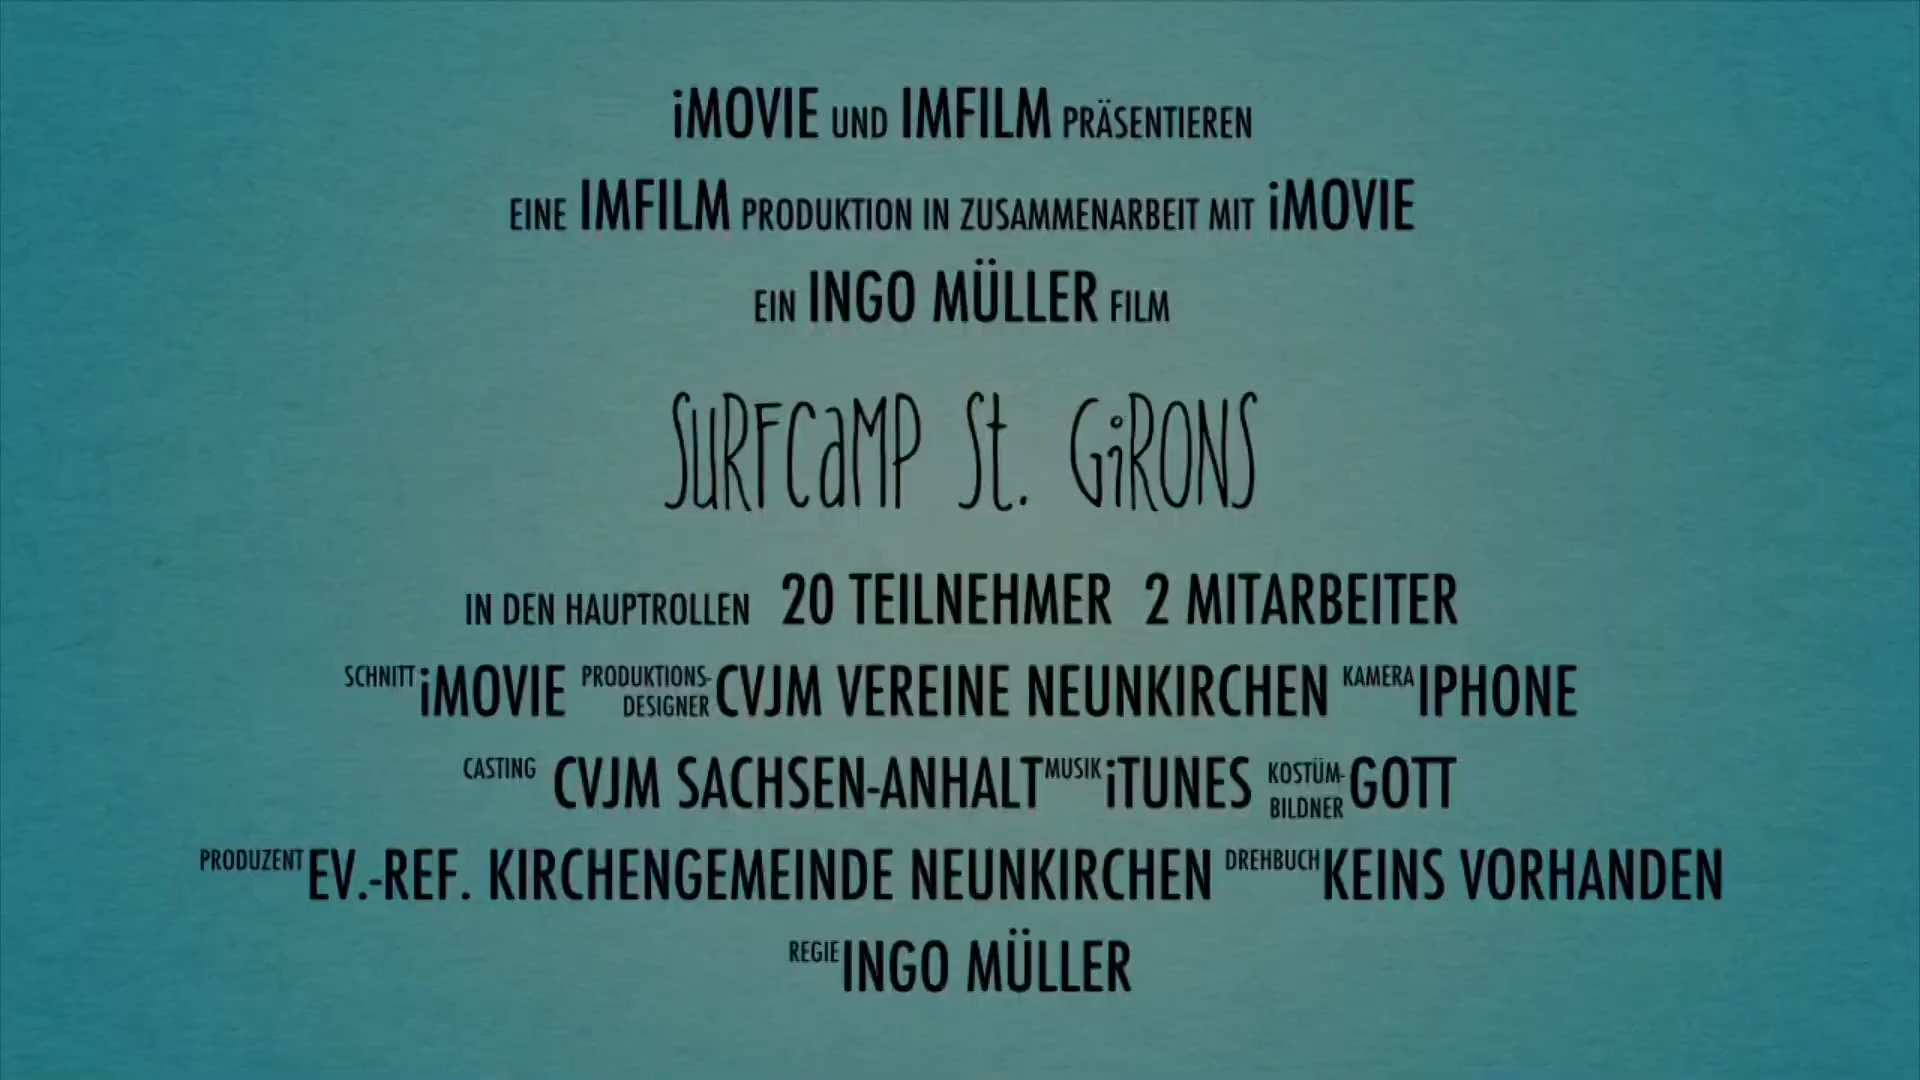 iMOVIE UND IMFILM PRÄSENTIEREN
EINE IMFILM PRODUKTION IN ZUSAMMENARBEIT MIT iMOVIE
EIN INGO MÜLLER FILM
SURFCaMP St. GiRONS
IN DEN HAUPTROLLEN 20 TEILNEHMER 2 MITARBEITER
SCHNITT iMOVIE PRODUKTIONS-DESIGNER CVJM VEREINE NEUNKIRCHEN KAMERA IPHONE
CASTING CVJM SACHSEN-ANHALT MUSIK iTUNES KOSTÜM-BILDNER GOTT
PRODUZENT EV.-REF. KIRCHENGEMEINDE NEUNKIRCHEN DREHBUCH KEINS VORHANDEN
REGIE INGO MÜLLER